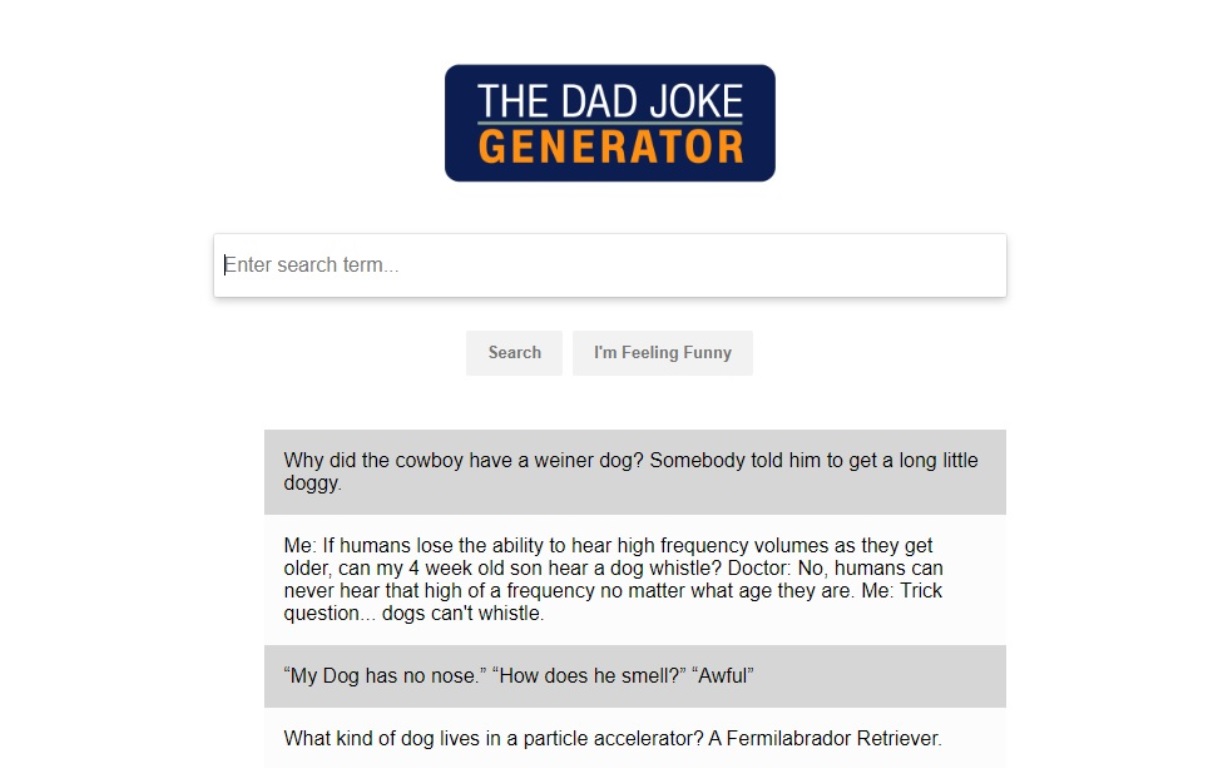 THE DAD JOKE
GENERATOR
Enter search term...
Search
I'm Feeling Funny
Why did the cowboy have a weiner dog? Somebody told him to get a long little
doggy.
Me: If humans lose the ability to hear high frequency volumes as they get
older, can my 4 week old son hear a dog whistle? Doctor: No, humans can
never hear that high of a frequency no matter what age they are. Me: Trick
question... dogs can't whistle.
“My Dog has no nose.” “How does he smell?” “Awful”
What kind of dog lives in a particle accelerator? A Fermilabrador Retriever.